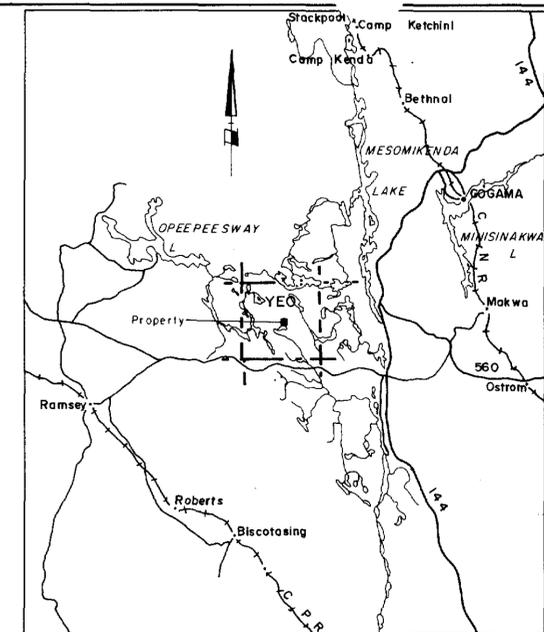 Stackpool
Camp Ketchini
Camp Kenda
144
Bethnal
MESOMIKENDA
LAKE
GOGAMA
OPEEPEESWAY
L
C N R
MINISINAKWA
L
YEO
Property
Makwa
560
Ostrom
Ramsey
144
Roberts
Biscotasing
C P R